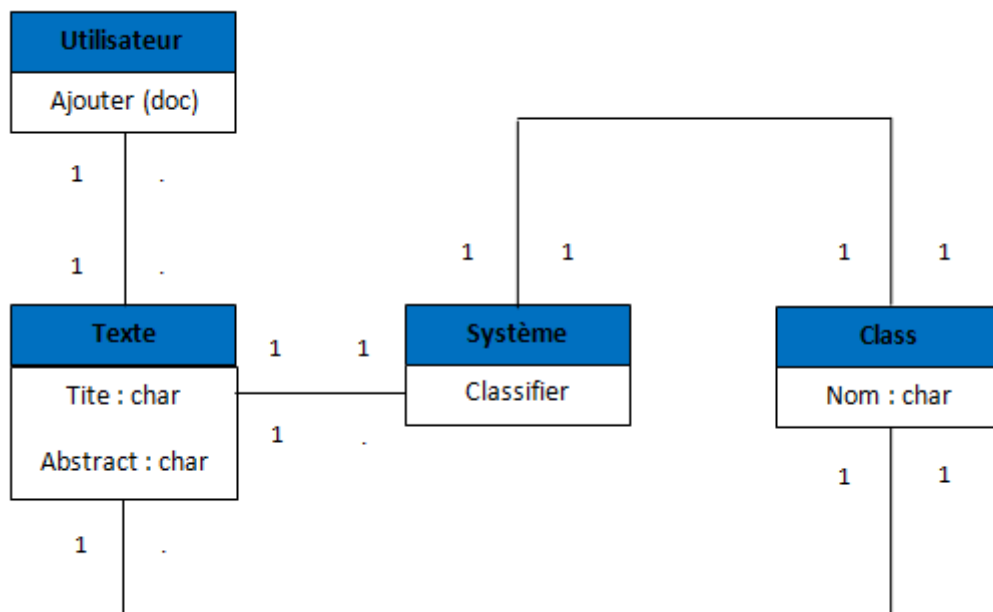 Utilisateur
Ajouter (doc)
1 .
1 .
1 1
1 1
Texte
Système
Class
1 1
Tite : char
Classifier
Nom : char
1 .
Abstract : char
1 1
1 .